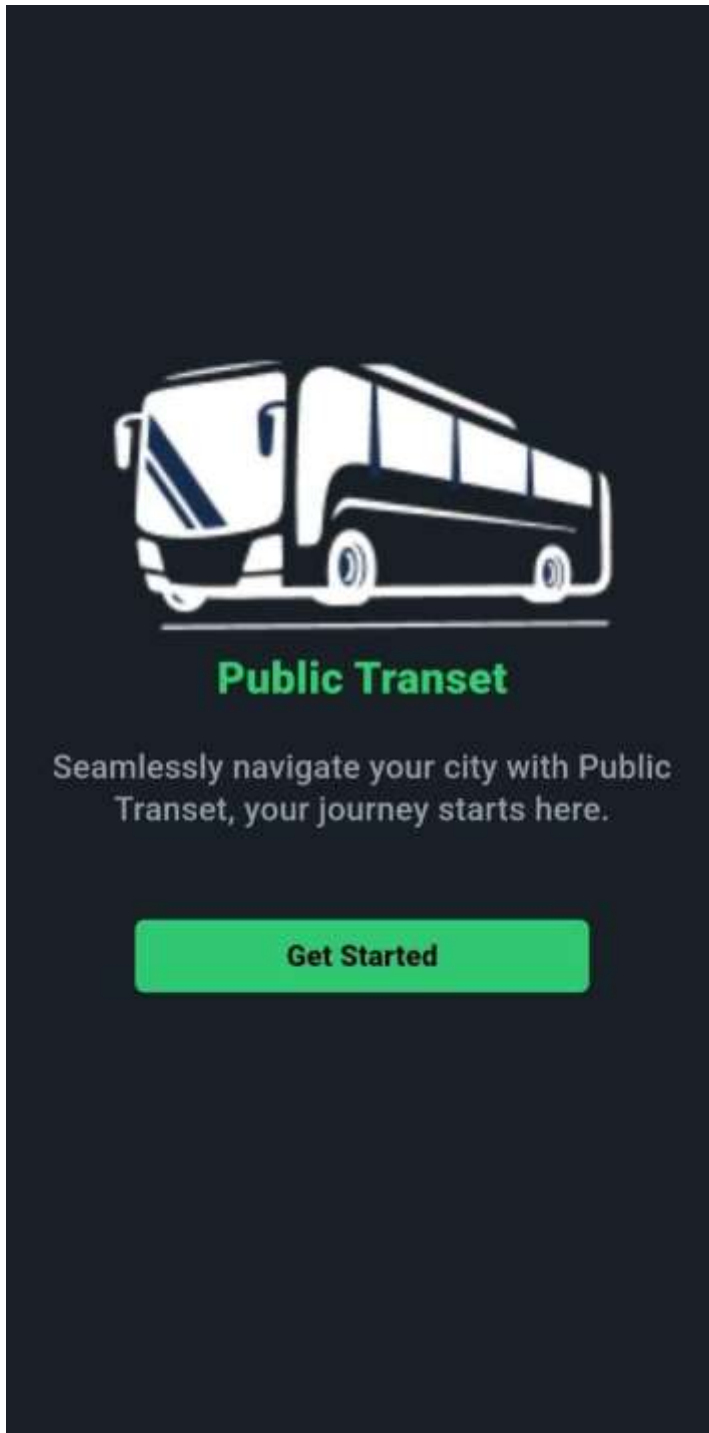 Public Transet
Seamlessly navigate your city with Public
Transet, your journey starts here.
Get Started